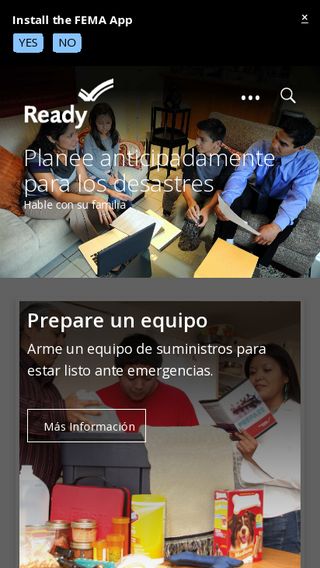 Install the FEMA App
×
YES NO
Ready
Planee anticipadamente
para los desastres
Hable con su familia
Prepare un equipo
Arme un equipo de suministros para
estar listo ante emergencias.
Más Información